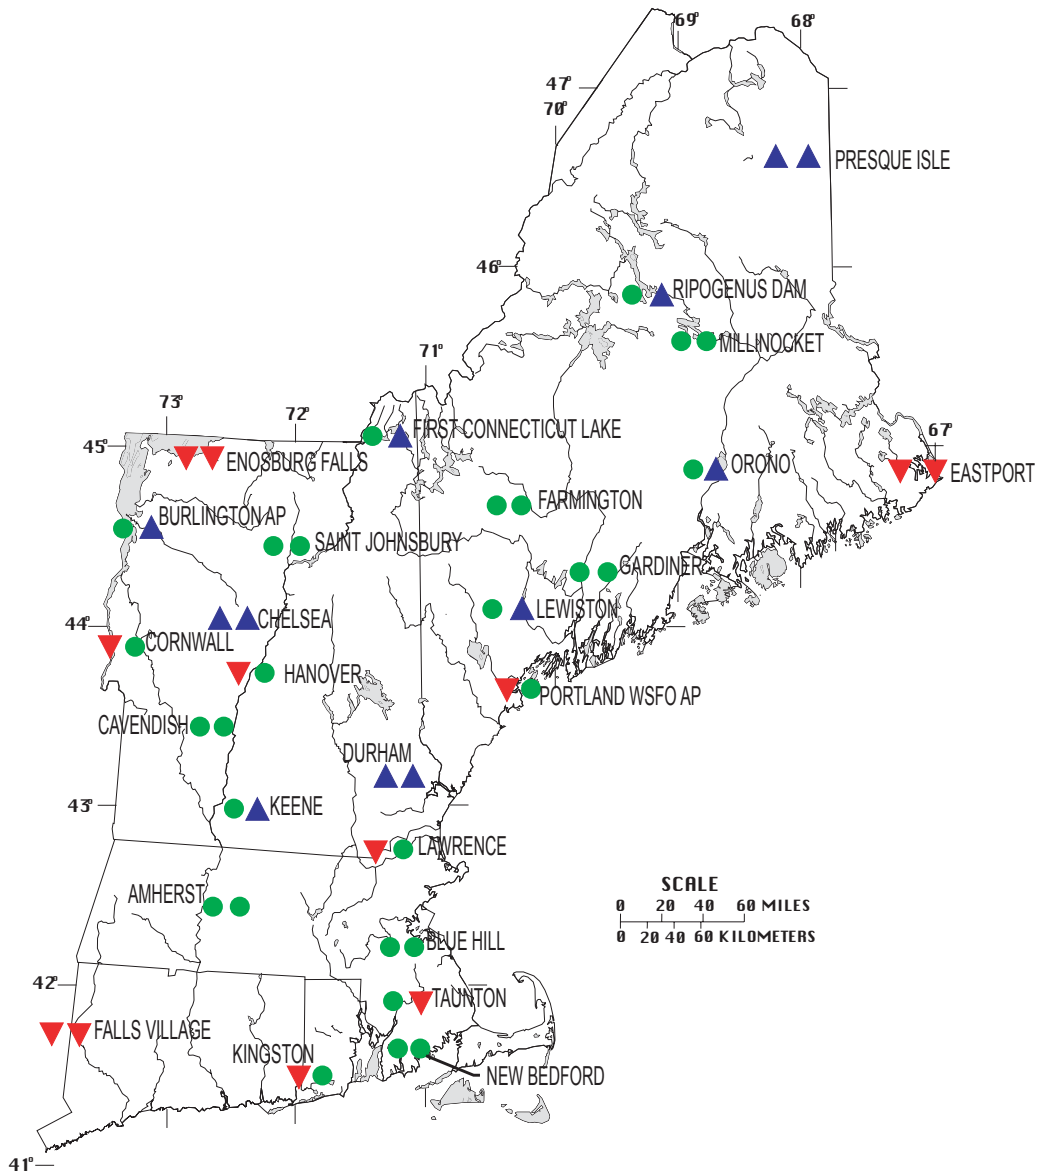 69°
68°
47°
70°
PRESQUE ISLE
46°
RIPOGENUS DAM
MILLINOCKET
71°
73°
72°
FIRST CONNECTICUT LAKE
67°
45°
ENOSBURG FALLS
ORONO
EASTPORT
FARMINGTON
BURLINGTON AP
SAINT JOHNSBURY
GARDINER
LEWISTON
CHELSEA
44°
CORNWALL
HANOVER
PORTLAND WSFO AP
CAVENDISH
DURHAM
43°
KEENE
LAWRENCE
SCALE
AMHERST
0 20 40 60 MILES
0 20 40 60 KILOMETERS
BLUE HILL
42°
TAUNTON
FALLS VILLAGE
KINGSTON
NEW BEDFORD
41°